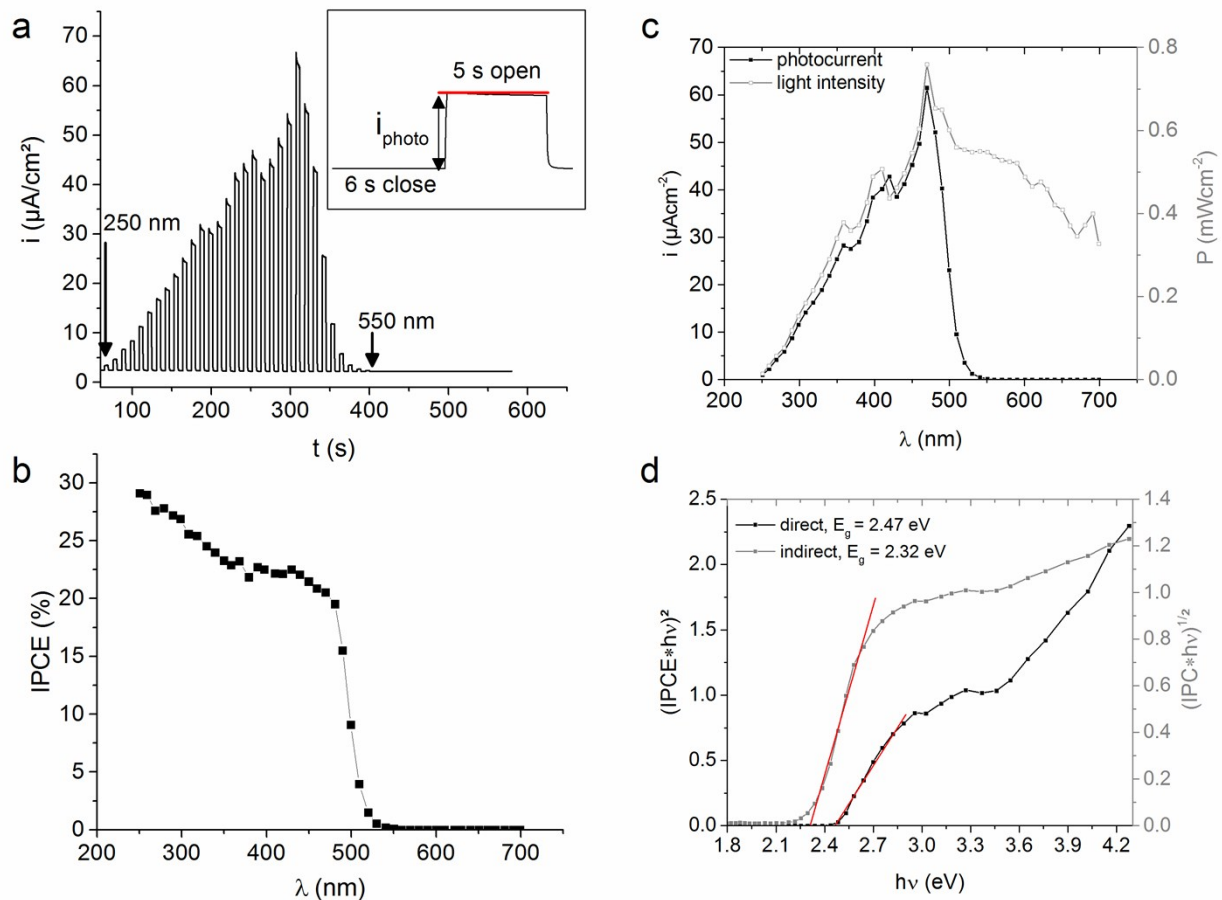 a
70
60
50
40
30
20
10
0
i (µA/cm²)
250 nm
550 nm
5 s open
i photo
6 s close
100 200 300 400 500 600
t (s)
b
30
25
20
15
10
5
0
IPCE (%)
200 300 400 500 600 700
λ (nm)
c
70
60
50
40
30
20
10
0
i (µAcm⁻²)
photocurrent
light intensity
0.8
0.6
0.4
0.2
0.0
P (mWcm⁻²)
200 300 400 500 600 700
λ (nm)
d
2.5
2.0
1.5
1.0
0.5
0.0
(IPCE*hν)²
direct, Eg = 2.47 eV
indirect, Eg = 2.32 eV
1.4
1.2
1.0
0.8
0.6
0.4
0.2
0.0
(IPC*hν)¹/²
1.8 2.1 2.4 2.7 3.0 3.3 3.6 3.9 4.2
hν (eV)